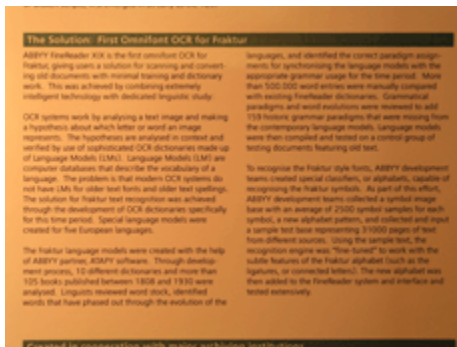 The Solution: First Omnifont OCR for Fraktur
ABBYY FineReader XIX is the first omnifont OCR for
Fraktur, giving users a solution for scanning and convert-
ing old documents with minimal training and dictionary
work. This was achieved by combining extremely
intelligent technology with dedicated linguistic study:
OCR systems work by analysing a text image and making
a hypothesis about which letter or word an image
represents. The hypotheses are analysed in context and
verified by use of sophisticated OCR dictionaries made up
of Language Models (LMs). Language Models (LM) are
computer databases that describe the vocabulary of a
language. The problem is that modern OCR systems do
not have LMs for older text fonts and older text spellings.
The solution for Fraktur text recognition was achieved
through the development of OCR dictionaries specifically
for this time period. Special language models were
created for five European languages.
The Fraktur language models were created with the help
of ABBYY partner, ATAPY software. Through develop-
ment process, 10 different dictionaries and more than
105 books published between 1808 and 1930 were
analysed. Linguists reviewed word stock, identified
words that have phased out through the evolution of the
languages, and identified the correct paradigm assign-
ments for synchronising the language models with the
appropriate grammar usage for the time period. More
than 500.000 word entries were manually compared
with existing FineReader dictionaries. Grammatical
paradigms and word evolutions were reviewed to add
159 historic grammar paradigms that were missing from
the contemporary language models. Language models
were then compiled and tested on a control group of
testing documents featuring old text.
To recognise the Fraktur style fonts, ABBYY development
teams created special classifiers, or alphabets, capable of
recognising the Fraktur symbols. As part of this effort,
ABBYY development teams collected a symbol image
base with an average of 2500 symbol samples for each
symbol, a new alphabet pattern, and collected and input
a sample test base representing 31000 pages of text
from different sources. Using the sample text, the
recognition engine was "fine tuned" to work with the
subtle features of the Fraktur alphabet (such as the
ligatures, or connected letters). The new alphabet was
then added to the FineReader system and interface and
tested extensively.
Created in cooperation with major archiving institutions